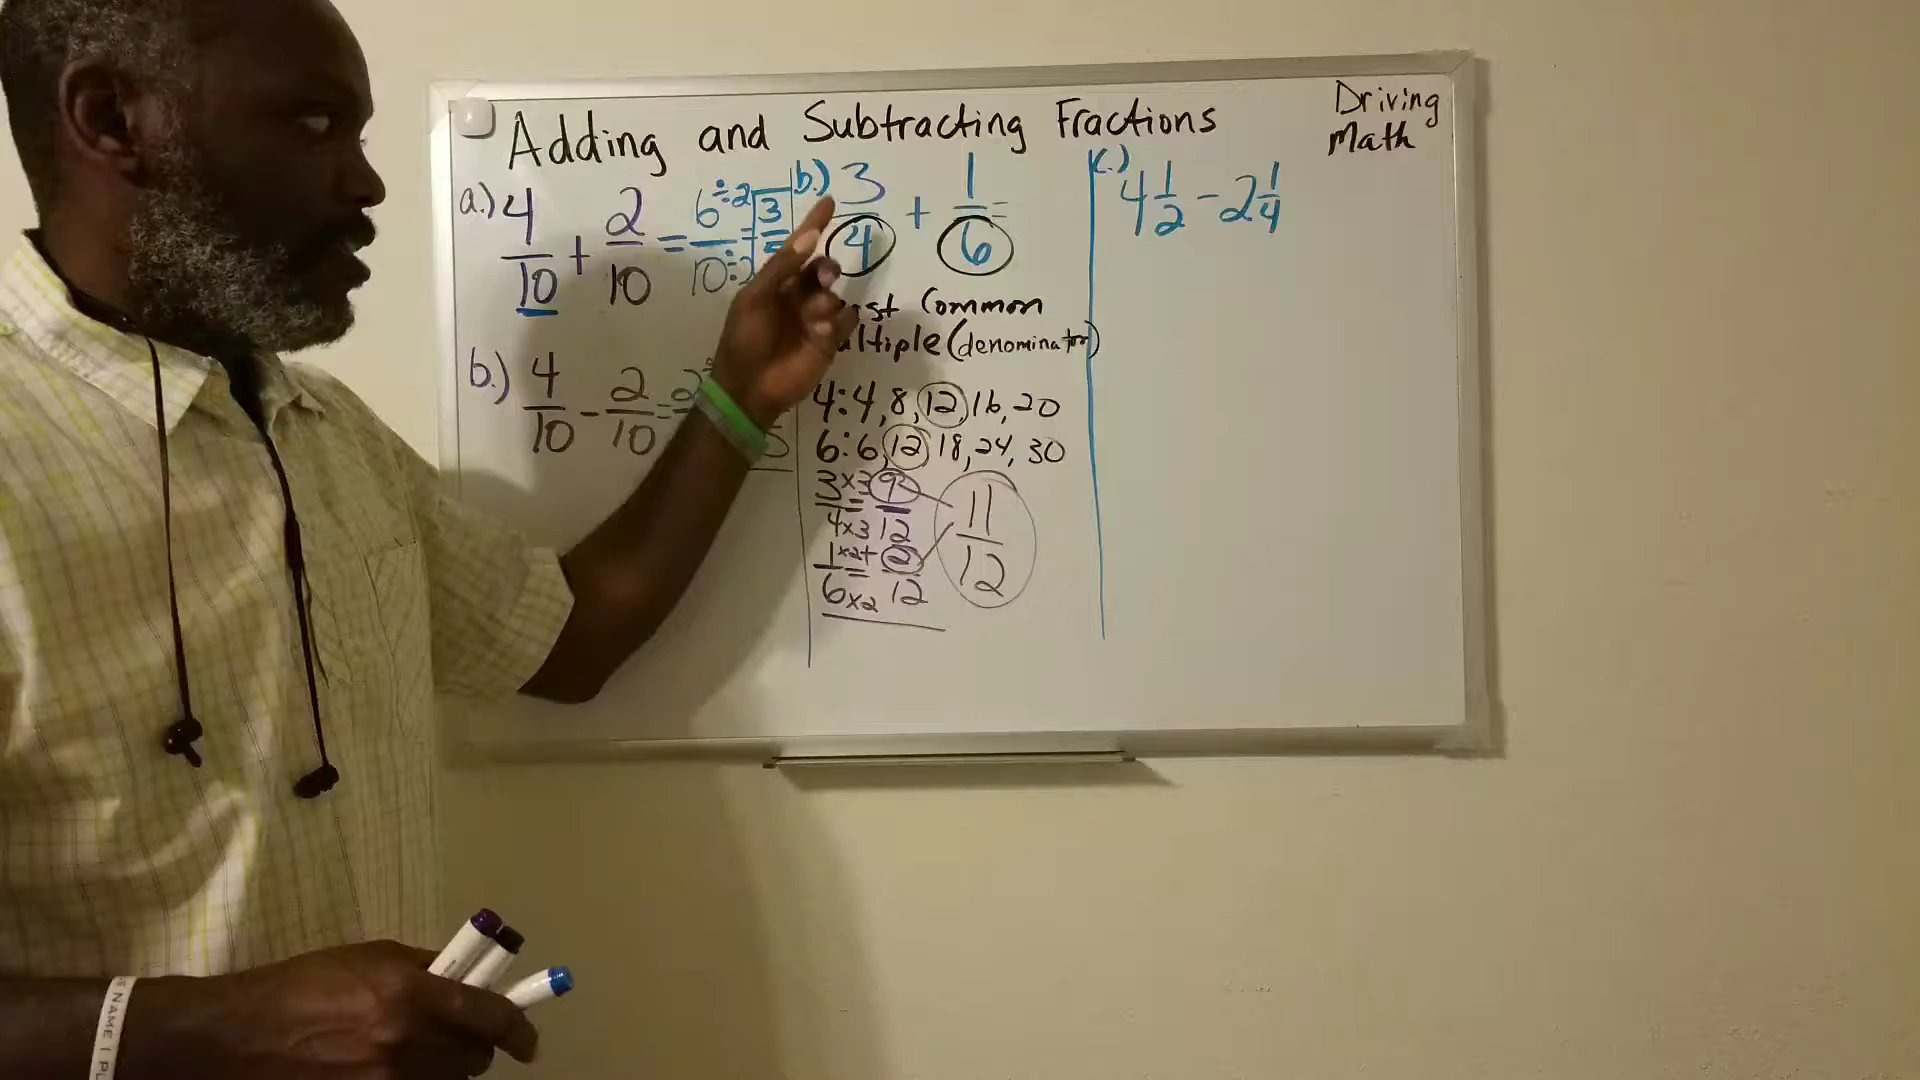 Adding and Subtracting Fractions
Driving
Math
a.) 4/10 + 2/10 = 6÷2/10÷2 = 3/5
b.) 4/10 - 2/10 = 2
5
b.) 3/4 + 1/6 =
Common
(denominator)
4: 4, 8, 12, 16, 20
6: 6, 12 18, 24, 30
3×3/4×3 = 9/12
1×2/6×2 = + 2/12
11/12
c.) 4 1/2 - 2 1/4
NAME I